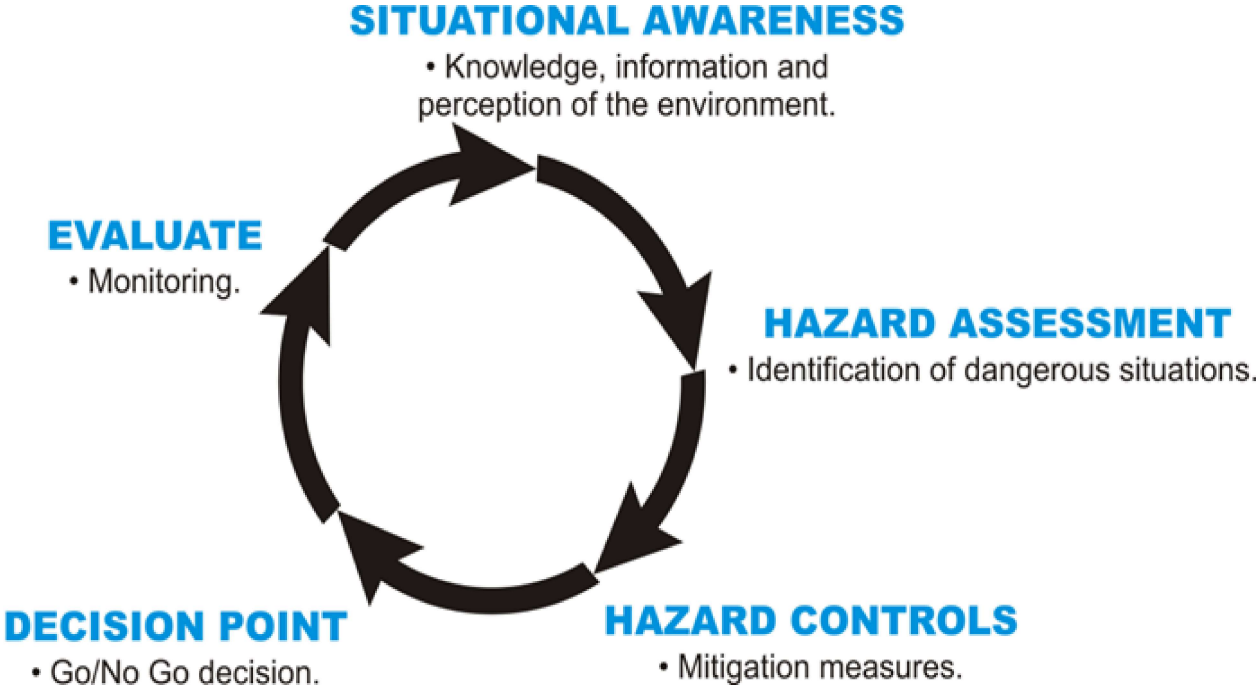 SITUATIONAL AWARENESS
• Knowledge, information and
perception of the environment.
EVALUATE
• Monitoring.
HAZARD ASSESSMENT
• Identification of dangerous situations.
DECISION POINT
• Go/No Go decision.
HAZARD CONTROLS
• Mitigation measures.